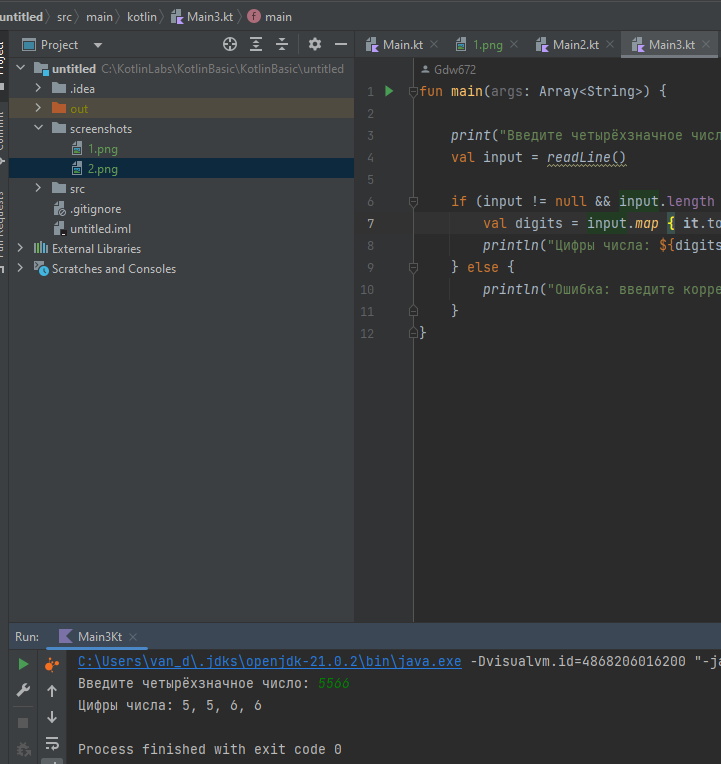 untitled src main kotlin Main3.kt main
Project
Main.kt 1.png Main2.kt Main3.kt
untitled C:\KotlinLabs\KotlinBasic\KotlinBasic\untitled
.idea
out
screenshots
1.png
2.png
src
.gitignore
untitled.iml
External Libraries
Scratches and Consoles
Gdw672
1 fun main(args: Array<String>) {
2
3 print("Введите четырёхзначное числ
4 val input = readLine()
5
6 if (input != null && input.length
7 val digits = input.map { it.to
8 println("Цифры числа: ${digits
9 } else {
10 println("Ошибка: введите корре
11 }
12 }
Run: Main3Kt
C:\Users\van_d\.jdks\openjdk-21.0.2\bin\java.exe -Dvisualvm.id=4868206016200 "-ja
Введите четырёхзначное число: 5566
Цифры числа: 5, 5, 6, 6
Process finished with exit code 0